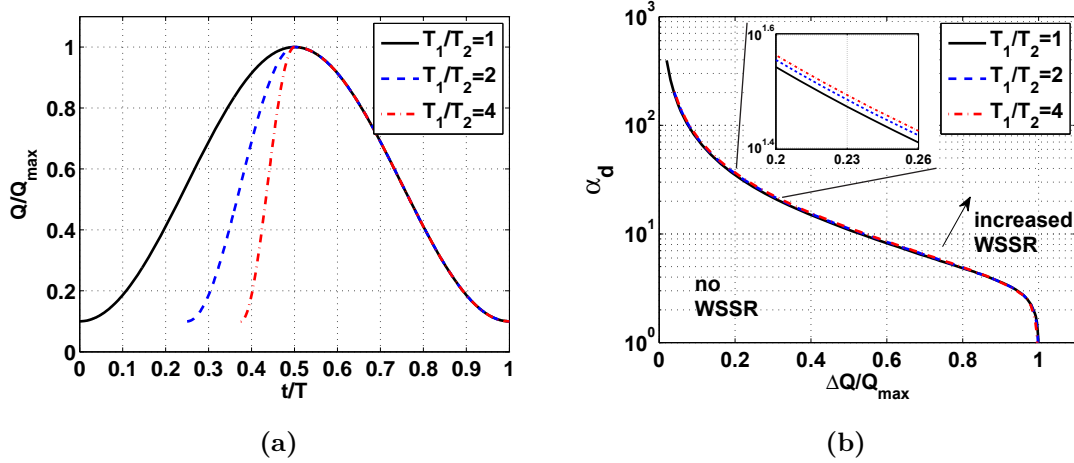 1
0.8
0.6
0.4
0.2
0
Q/Q_max
0 0.1 0.2 0.3 0.4 0.5 0.6 0.7 0.8 0.9 1
t/T
T_1/T_2=1
T_1/T_2=2
T_1/T_2=4
(a)
10^3
10^2
10^1
10^0
α_d
0 0.2 0.4 0.6 0.8 1
ΔQ/Q_max
10^1.6
10^1.4
0.2 0.23 0.26
T_1/T_2=1
T_1/T_2=2
T_1/T_2=4
increased
WSSR
no
WSSR
(b)